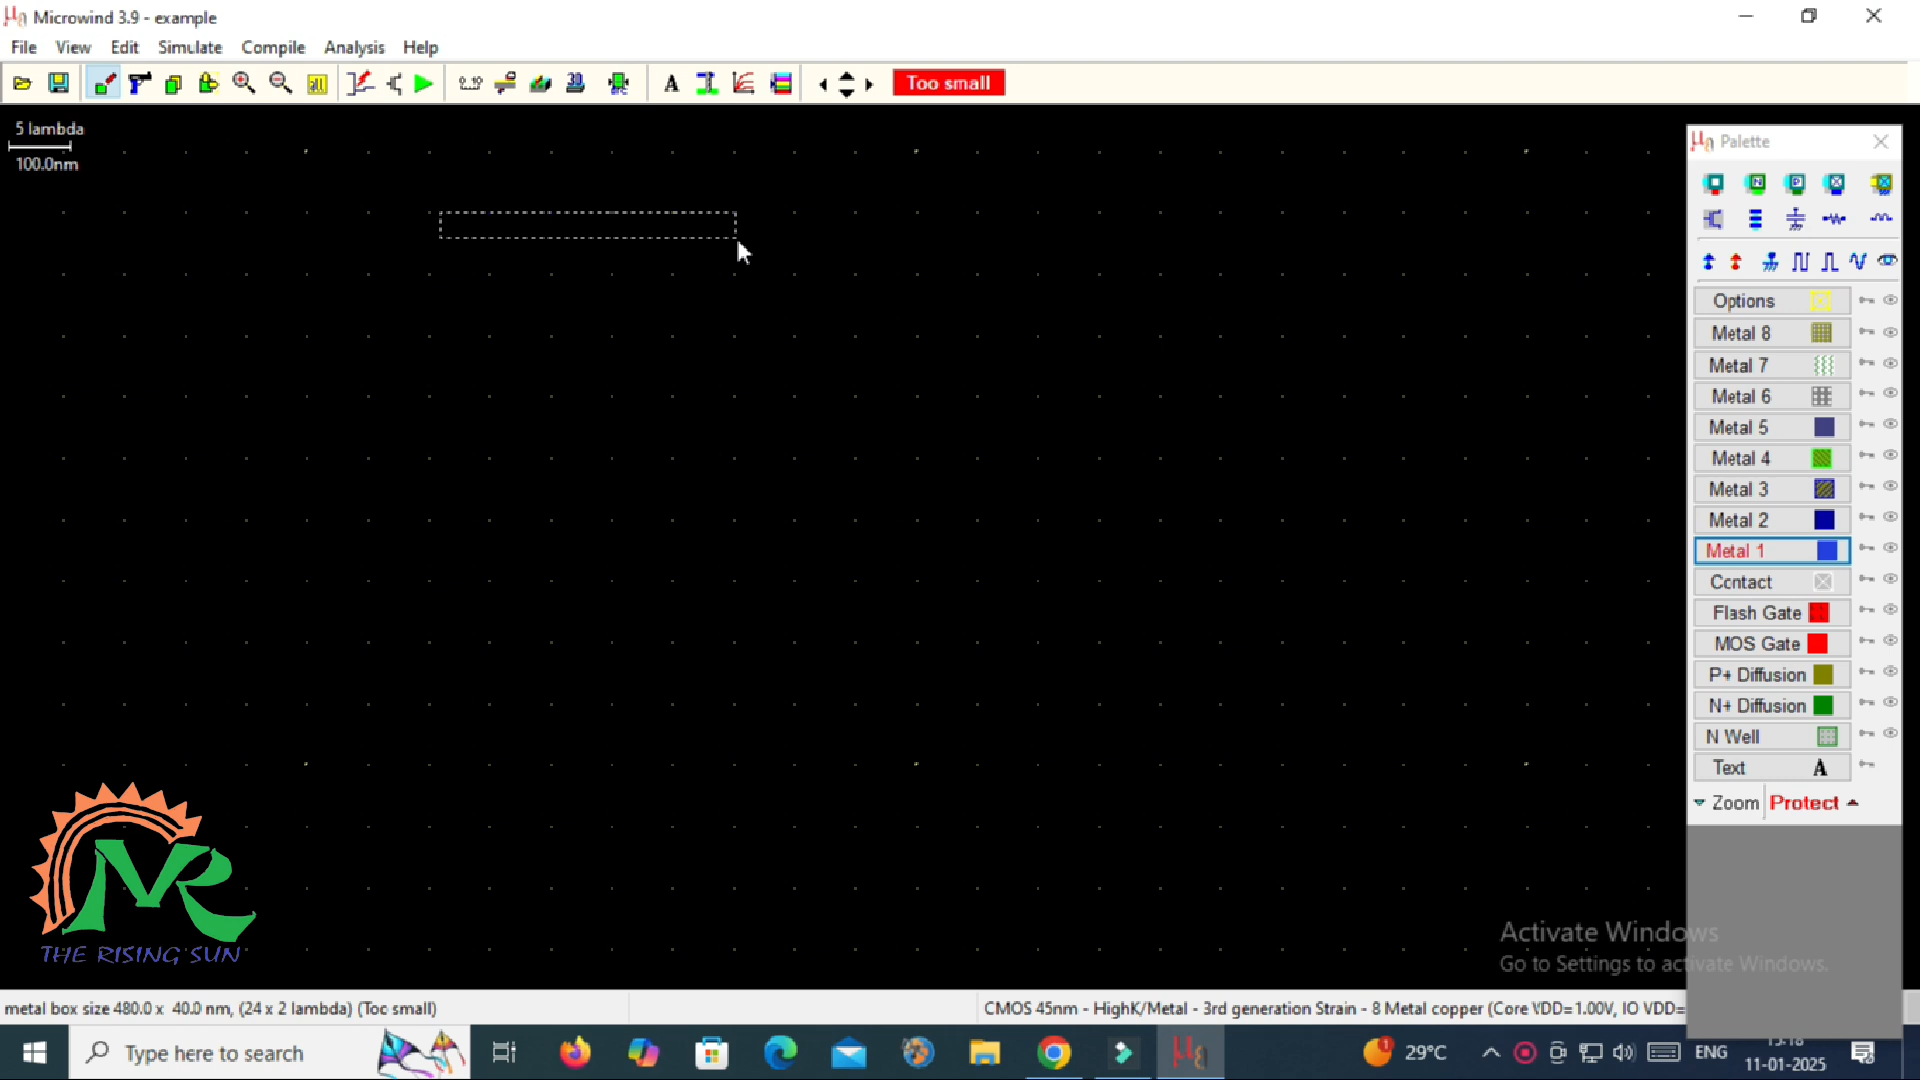 Microwind 3.9 - example
File View Edit Simulate Compile Analysis Help
all 3D A Too small
5 lambda
100.0nm
Palette
N P
Options
Metal 8
Metal 7
Metal 6
Metal 5
Metal 4
Metal 3
Metal 2
Metal 1
Contact
Flash Gate
MOS Gate
P+ Diffusion
N+ Diffusion
N Well
Text A
Zoom Protect
THE RISING SUN
Activate Windows
Go to Settings to activate Windows.
metal box size 480.0 x 40.0 nm, (24 x 2 lambda) (Too small)
CMOS 45nm - HighK/Metal - 3rd generation Strain - 8 Metal copper (Core VDD=1.00V, IO VDD=
Type here to search
1 29°C ENG
11-01-2025